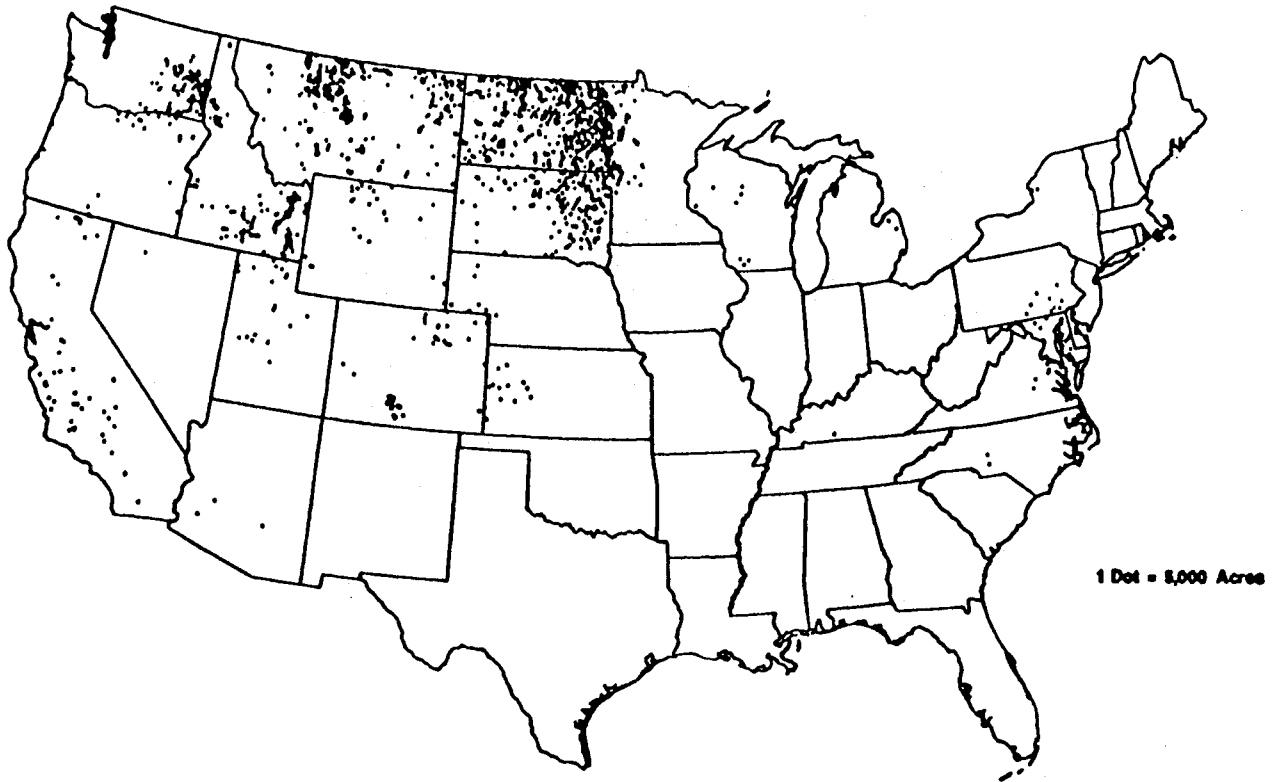 1 Dot = 5,000 Acres